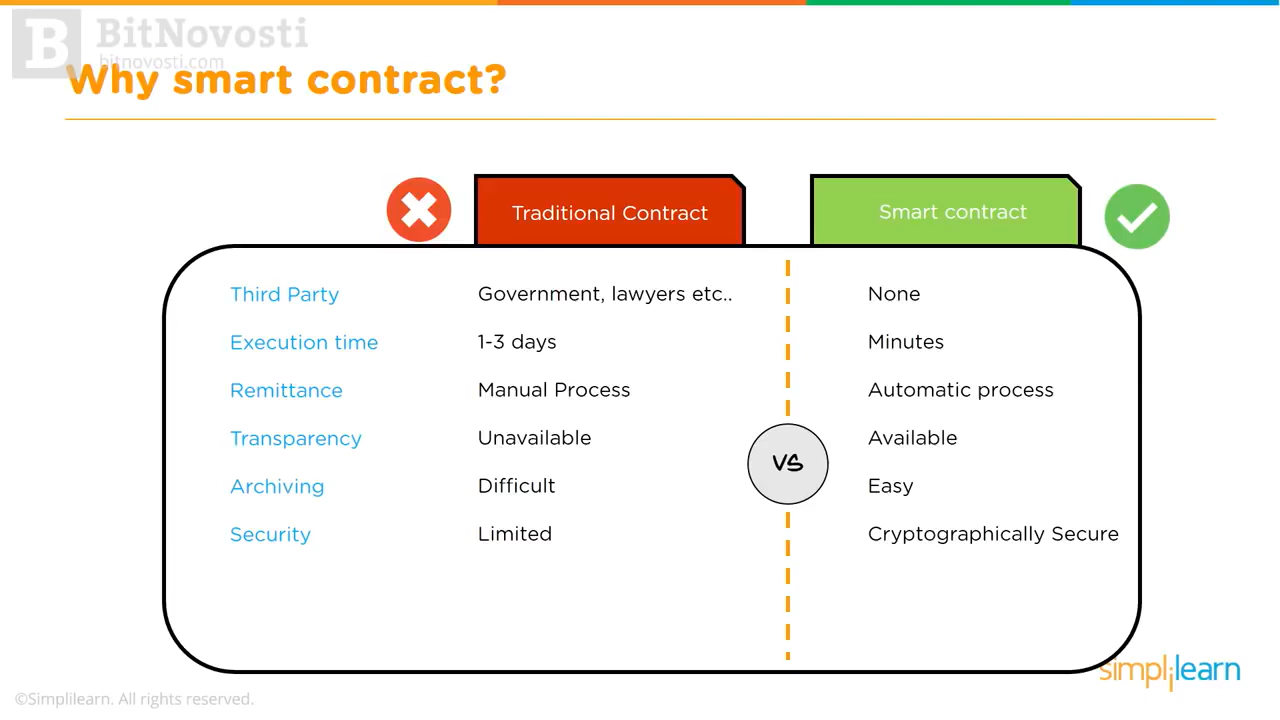 BitNovosti
bitnovosti.com
Why smart contract?
Traditional Contract
Smart contract
Third Party Government, lawyers etc.. None
Execution time 1-3 days Minutes
Remittance Manual Process Automatic process
Transparency Unavailable Available
VS
Archiving Difficult Easy
Security Limited Cryptographically Secure
simplilearn
©Simplilearn. All rights reserved.